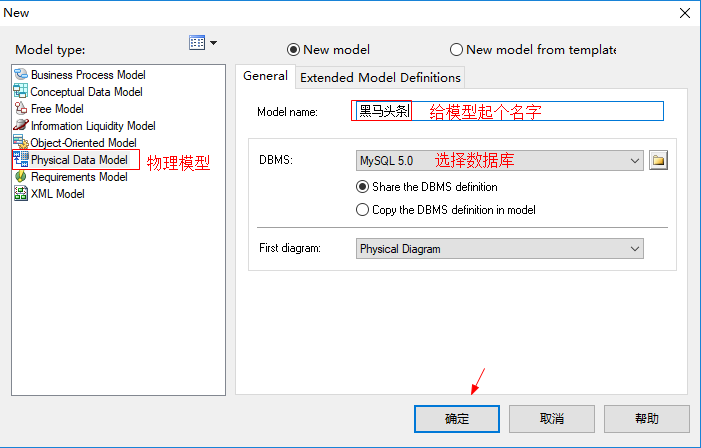 New
Model type:
New model
New model from template
Business Process Model
Conceptual Data Model
Free Model
Information Liquidity Model
Object-Oriented Model
Physical Data Model
物理模型
Requirements Model
XML Model
General
Extended Model Definitions
Model name:
黑马头条
给模型起个名字
DBMS:
MySQL 5.0
选择数据库
Share the DBMS definition
Copy the DBMS definition in model
First diagram:
Physical Diagram
确定
取消
帮助